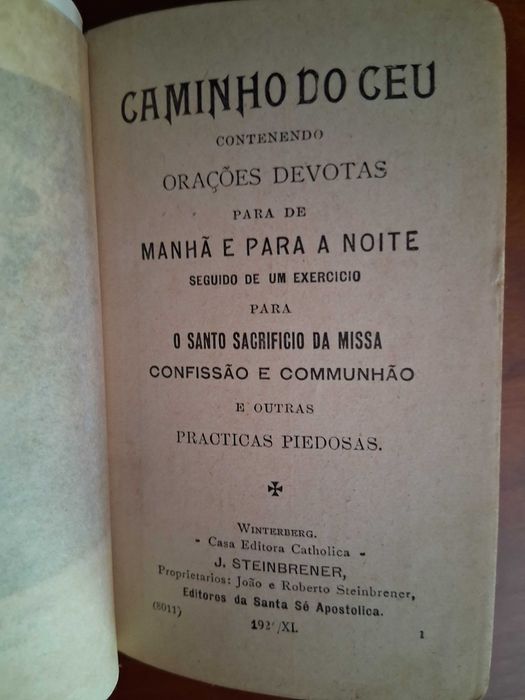 CAMINHO DO CEU
CONTENENDO
ORAÇÕES DEVOTAS
PARA DE
MANHÃ E PARA A NOITE
SEGUIDO DE UM EXERCICIO
PARA
O SANTO SACRIFICIO DA MISSA
CONFISSÃO E COMMUNHÃO
E OUTRAS
PRACTICAS PIEDOSAS.
WINTERBERG.
- Casa Editora Catholica -
J. STEINBRENER,
Proprietarios: João e Roberto Steinbrener,
Editores da Santa Sé Apostolica.
(8011)
1